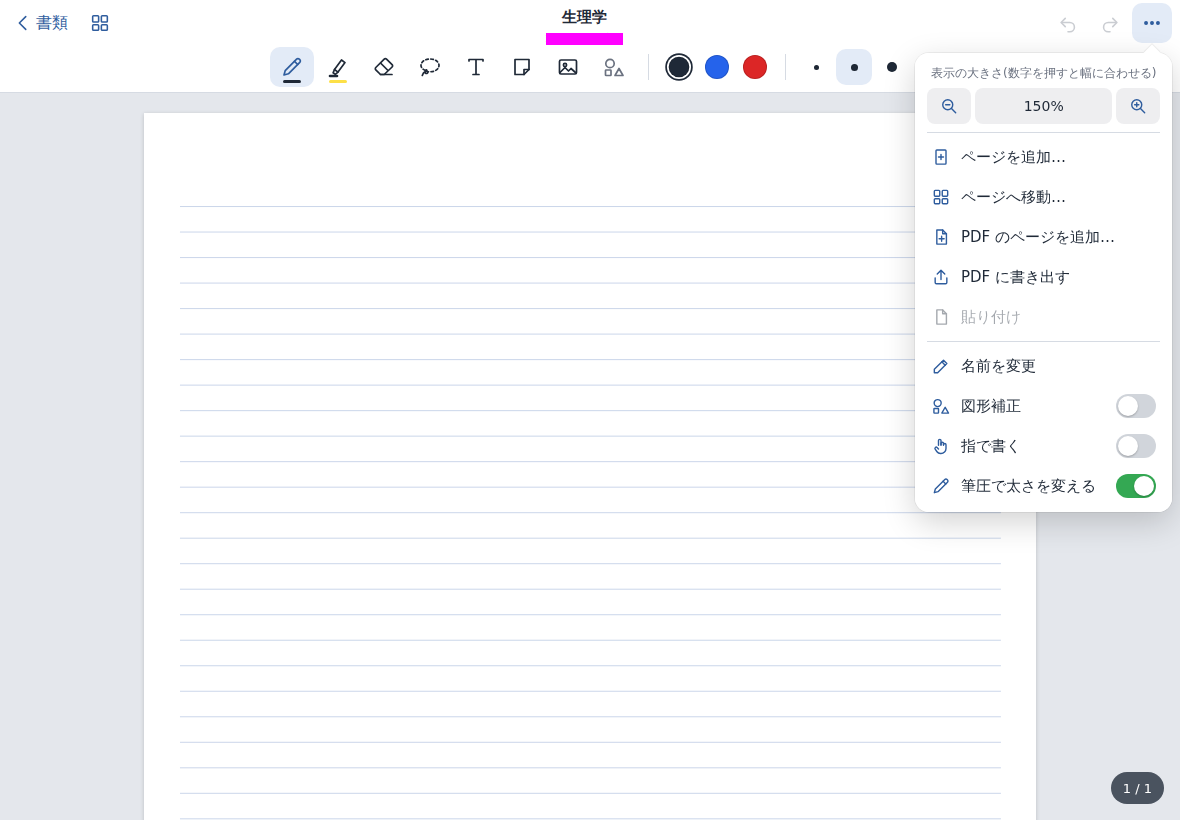 書類
生理学
表示の大きさ(数字を押すと幅に合わせる)
150%
ページを追加…
ページへ移動…
PDF のページを追加…
PDF に書き出す
貼り付け
名前を変更
図形補正
指で書く
筆圧で太さを変える
1 / 1